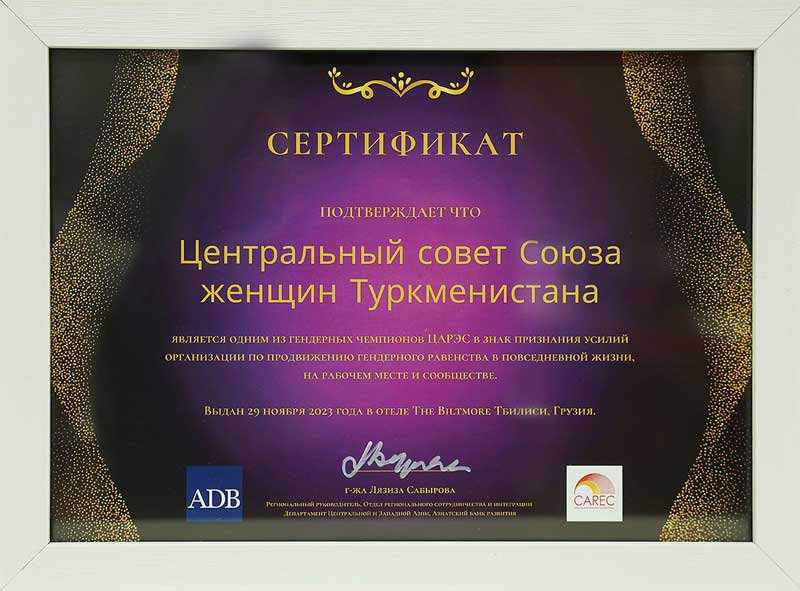 СЕРТИФИКАТ
ПОДТВЕРЖДАЕТ ЧТО
Центральный совет Союза
женщин Туркменистана
ЯВЛЯЕТСЯ ОДНИМ ИЗ ГЕНДЕРНЫХ ЧЕМПИОНОВ ЦАРЭС В ЗНАК ПРИЗНАНИЯ УСИЛИЙ
ОРГАНИЗАЦИИ ПО ПРОДВИЖЕНИЮ ГЕНДЕРНОГО РАВЕНСТВА В ПОВСЕДНЕВНОЙ ЖИЗНИ,
НА РАБОЧЕМ МЕСТЕ И СООБЩЕСТВЕ.
Выдан 29 ноября 2023 года в отеле The Biltmore Тбилиси, Грузия.
г-жа Лязиза Сабырова
Региональный руководитель, Отдел регионального сотрудничества и интеграции
Департамент Центральной и Западной Азии, Азиатский банк развития
ADB
CAREC